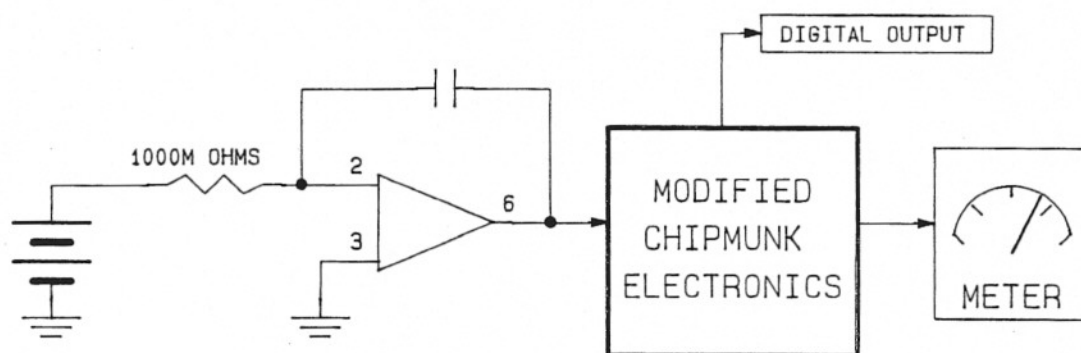 DIGITAL OUTPUT
1000M OHMS
2
6
3
MODIFIED
CHIPMUNK
ELECTRONICS
METER